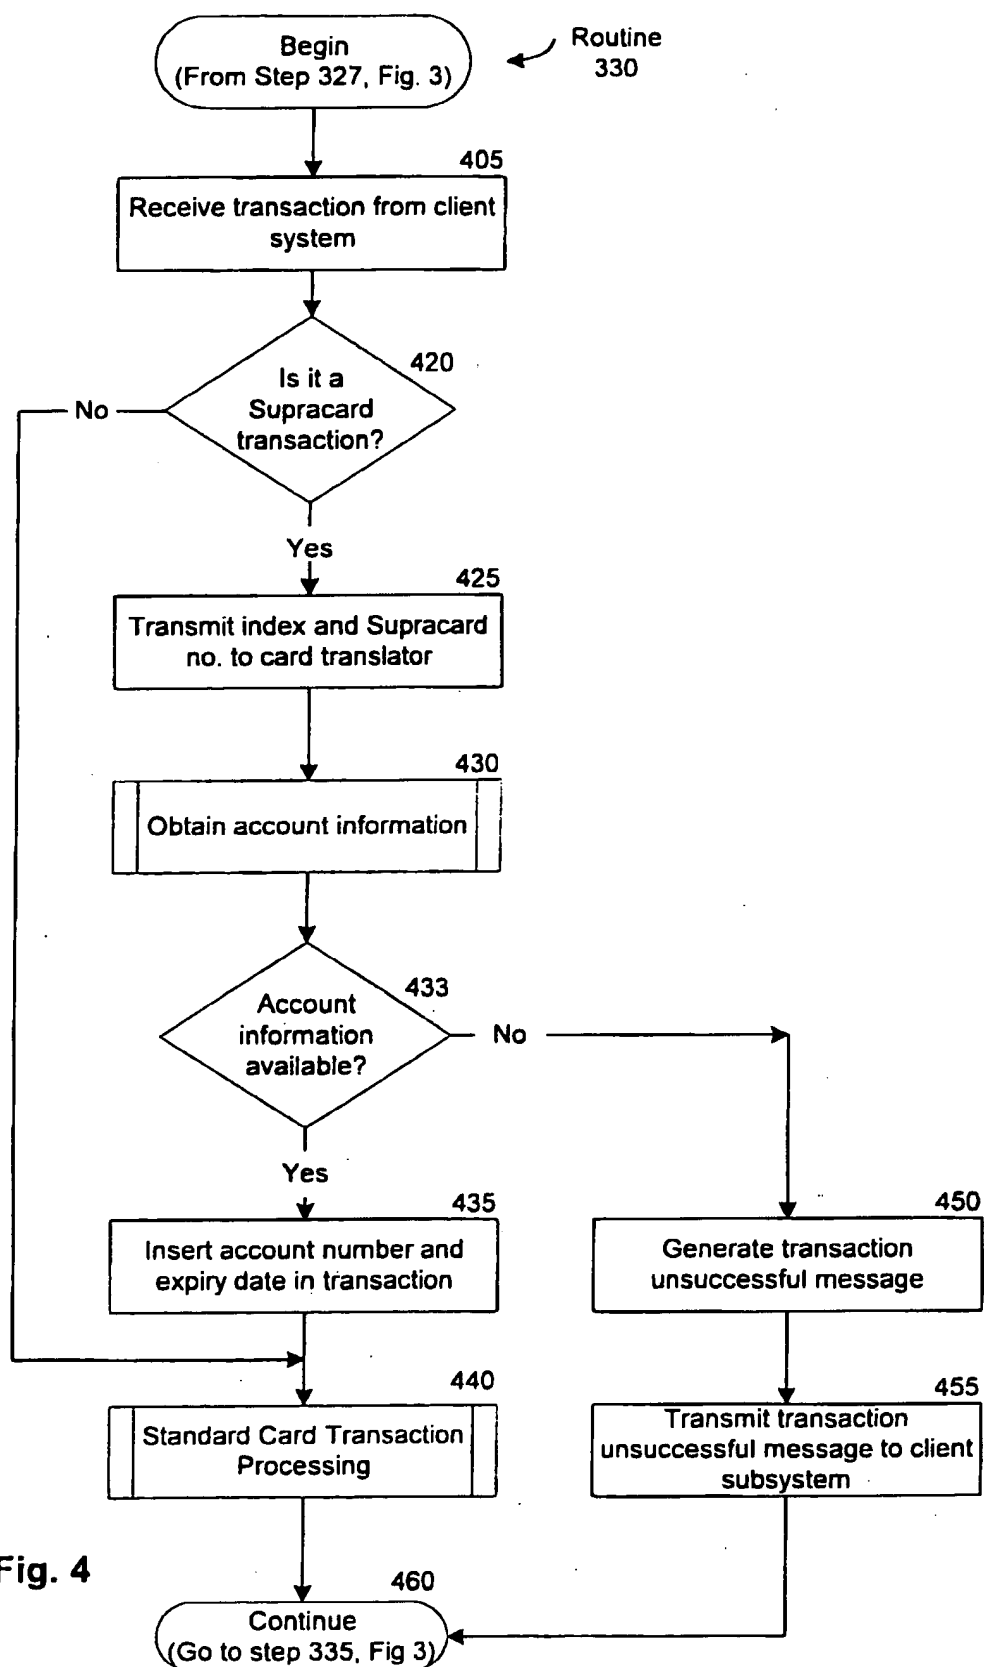 Begin
(From Step 327, Fig. 3)
Routine
330
405
Receive transaction from client
system
420
Is it a
Supracard
transaction?
No
Yes
425
Transmit index and Supracard
no. to card translator
430
Obtain account information
433
Account
information
available?
No
Yes
435
Insert account number and
expiry date in transaction
450
Generate transaction
unsuccessful message
440
Standard Card Transaction
Processing
455
Transmit transaction
unsuccessful message to client
subsystem
Fig. 4
460
Continue
(Go to step 335, Fig 3)